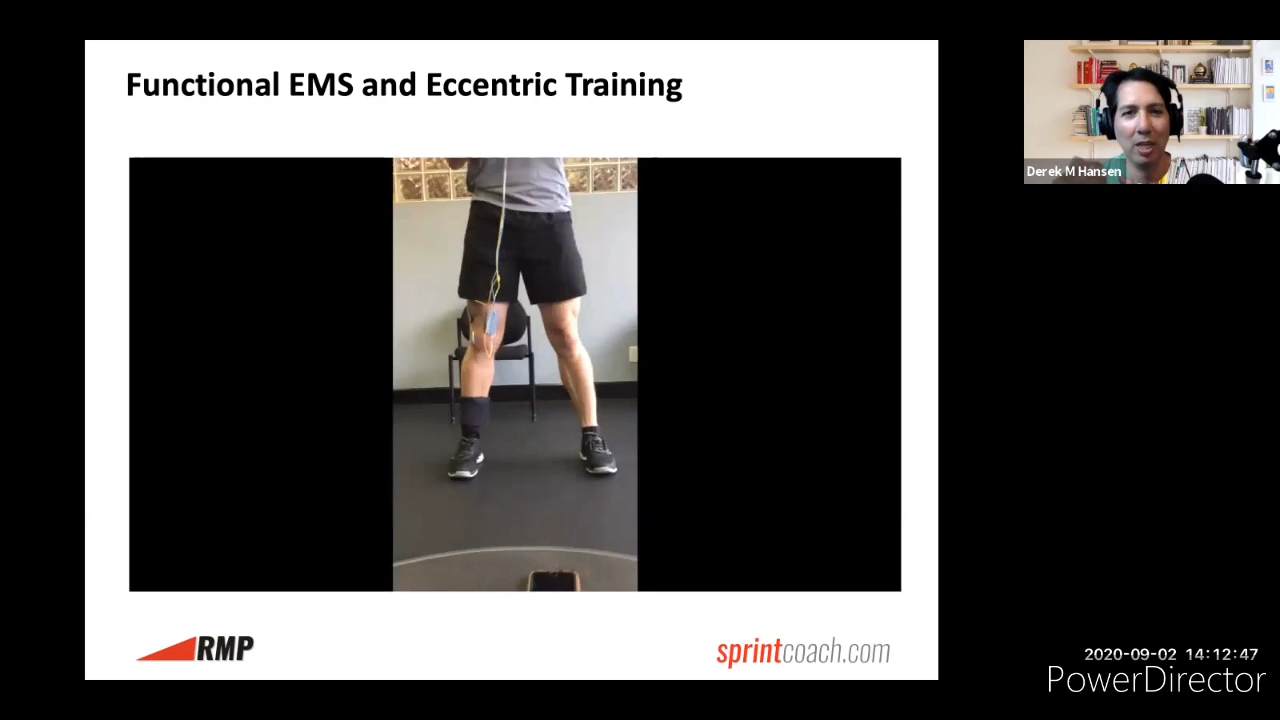 Functional EMS and Eccentric Training
Derek M Hansen
RMP
sprintcoach.com
2020-09-02 14:12:47
PowerDirector